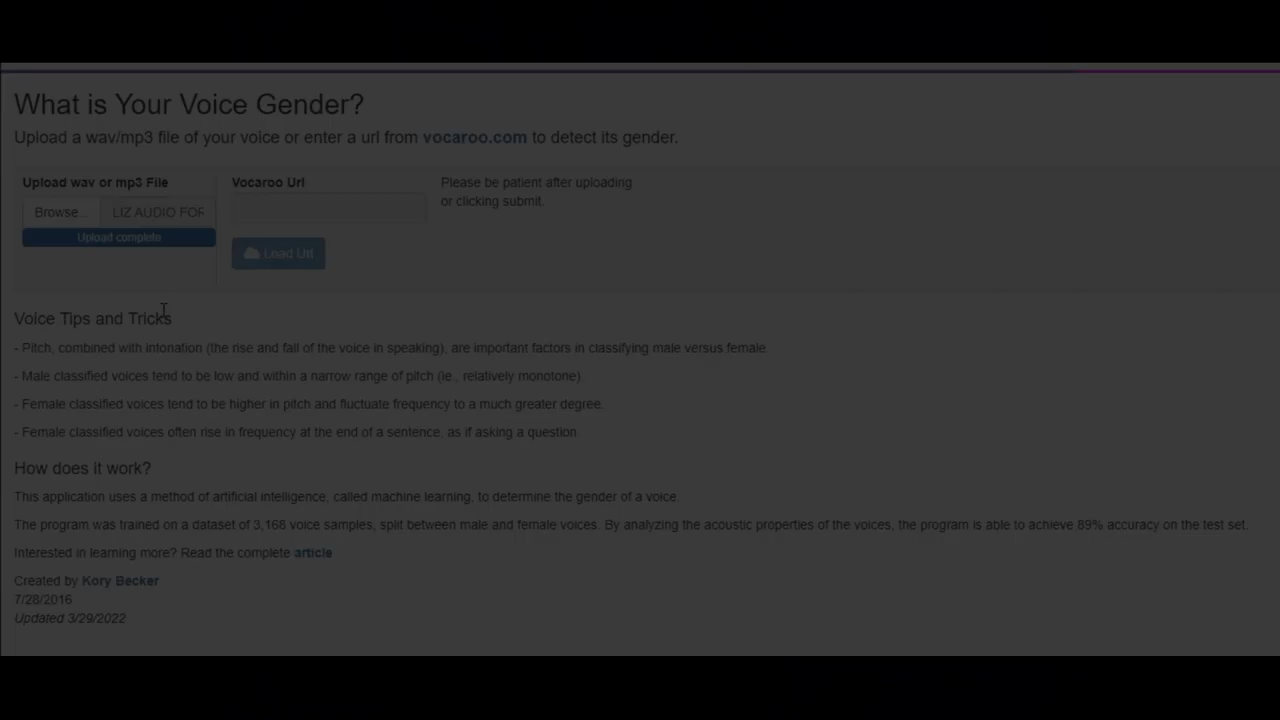 What is Your Voice Gender?
Upload a wav/mp3 file of your voice or enter a url from vocaroo.com to detect its gender.
Upload wav or mp3 File
Vocaroo Url
Please be patient after uploading
or clicking submit.
Browse...
LIZ AUDIO FOR
Upload complete
Load Url
Voice Tips and Tricks
- Pitch, combined with intonation (the rise and fall of the voice in speaking), are important factors in classifying male versus female.
- Male classified voices tend to be low and within a narrow range of pitch (ie., relatively monotone).
- Female classified voices tend to be higher in pitch and fluctuate frequency to a much greater degree.
- Female classified voices often rise in frequency at the end of a sentence, as if asking a question.
How does it work?
This application uses a method of artificial intelligence, called machine learning, to determine the gender of a voice.
The program was trained on a dataset of 3,168 voice samples, split between male and female voices. By analyzing the acoustic properties of the voices, the program is able to achieve 89% accuracy on the test set.
Interested in learning more? Read the complete article
Created by Kory Becker
7/28/2016
Updated 3/29/2022